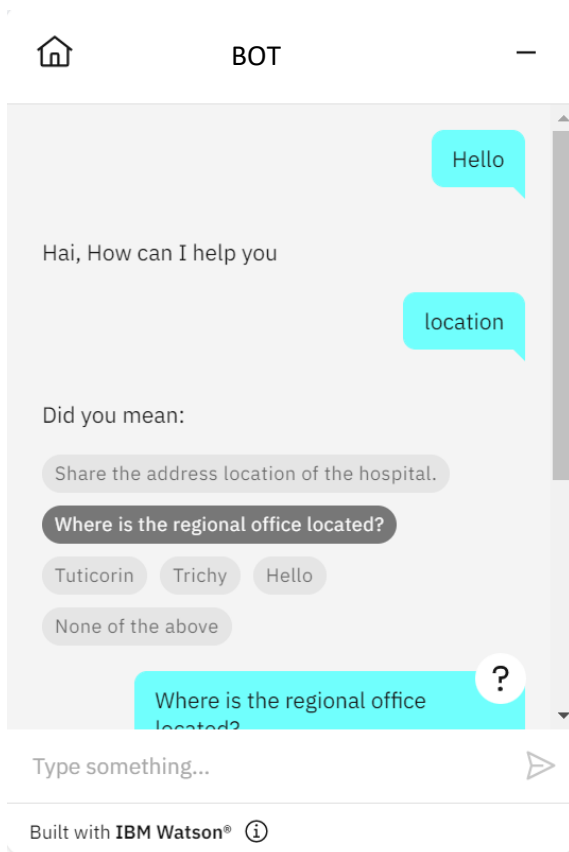 BOT
Hello
Hai, How can I help you
location
Did you mean:
Share the address location of the hospital.
Where is the regional office located?
Tuticorin Trichy Hello
None of the above
?
Where is the regional office
located?
Type something...
Built with IBM Watson®